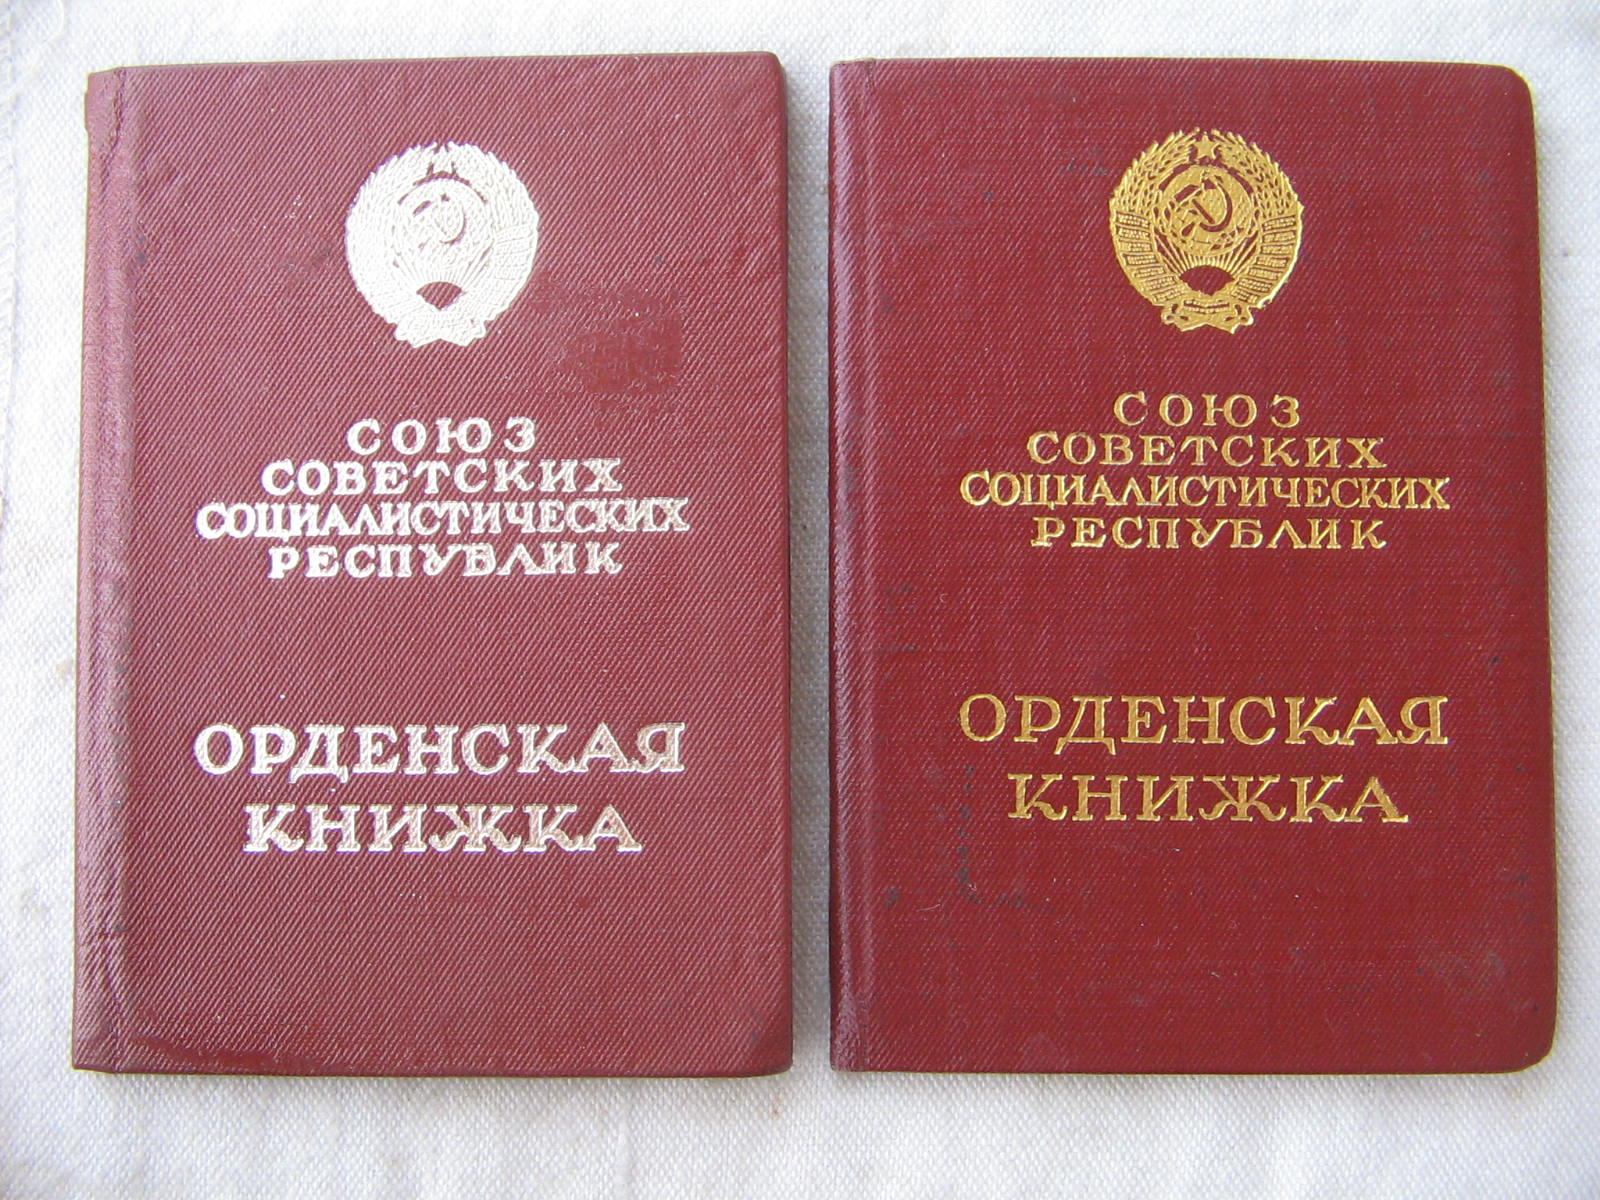 СОЮЗ
СОВЕТСКИХ
СОЦИАЛИСТИЧЕСКИХ
РЕСПУБЛИК
ОРДЕНСКАЯ
КНИЖКА
СОЮЗ
СОВЕТСКИХ
СОЦИАЛИСТИЧЕСКИХ
РЕСПУБЛИК
ОРДЕНСКАЯ
КНИЖКА